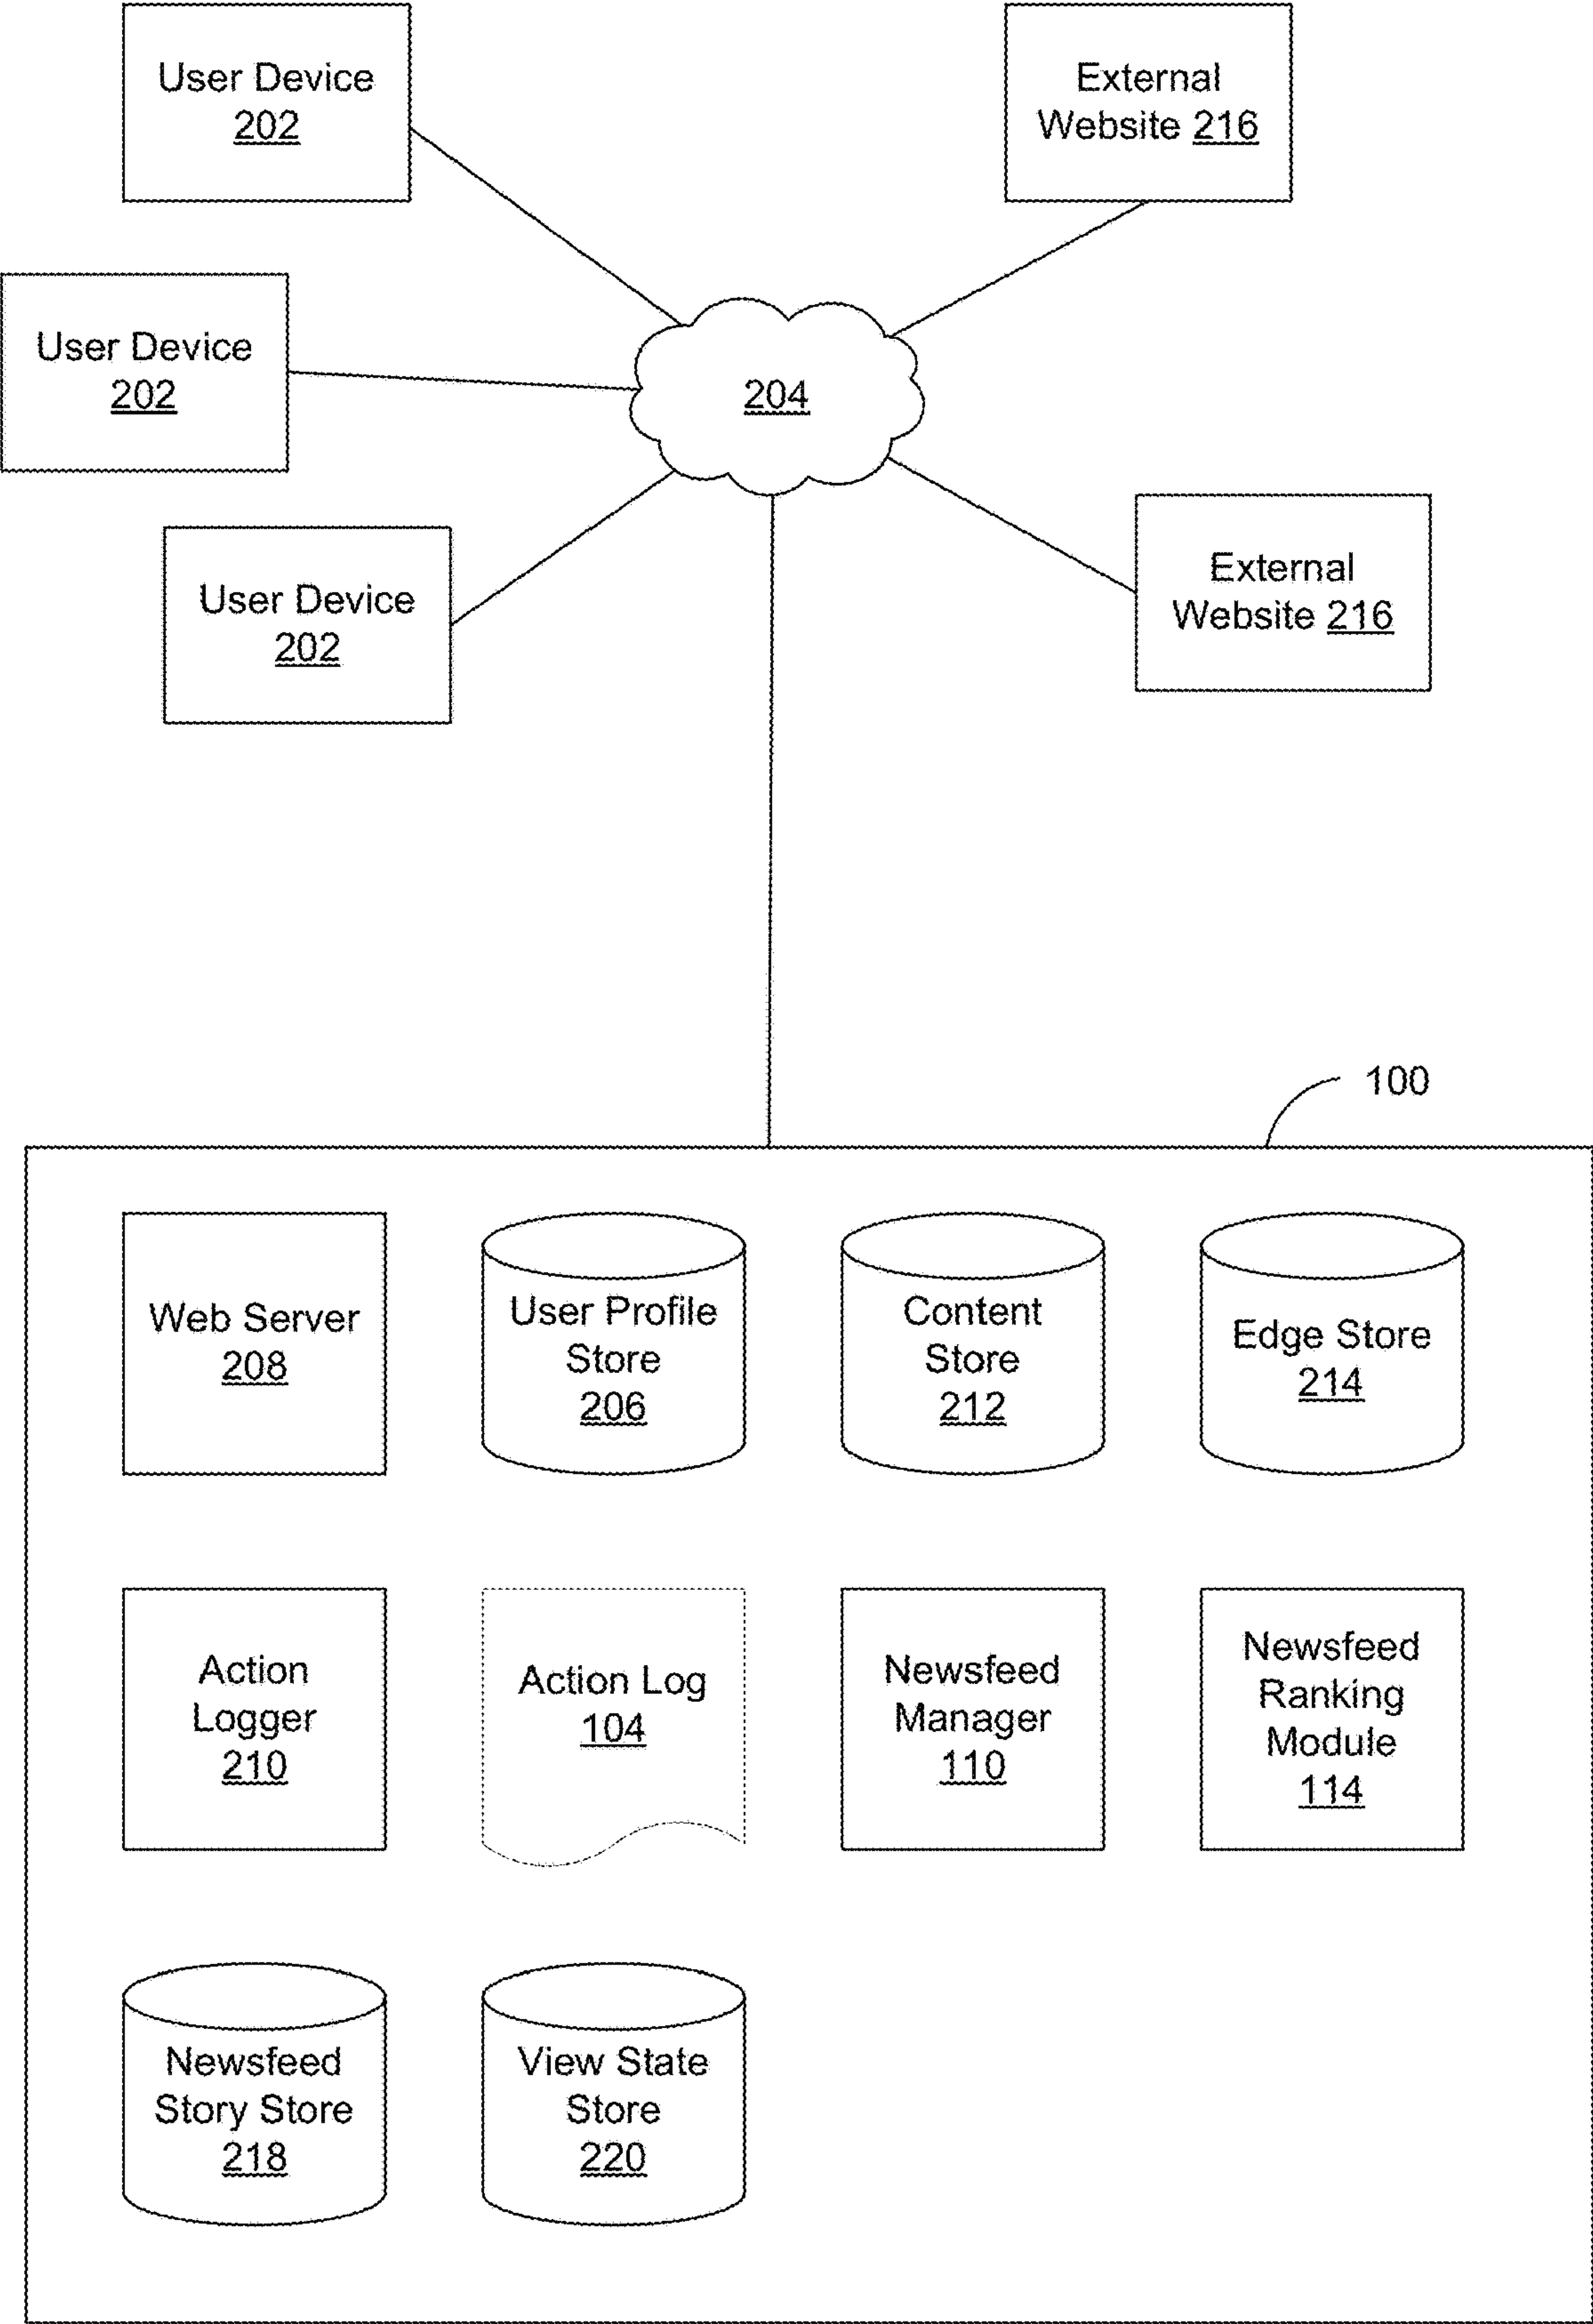 User Device
202
External
Website 216
User Device
202
204
User Device
202
External
Website 216
100
Web Server
208
User Profile
Store
206
Content
Store
212
Edge Store
214
Action
Logger
210
Action Log
104
Newsfeed
Manager
110
Newsfeed
Ranking
Module
114
Newsfeed
Story Store
218
View State
Store
220